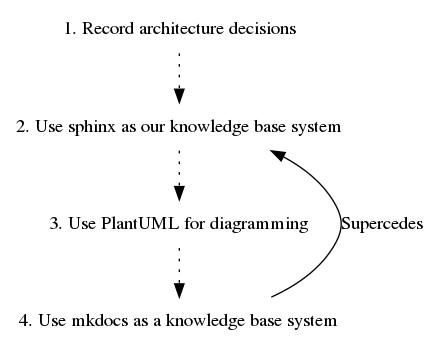 1. Record architecture decisions
2. Use sphinx as our knowledge base system
3. Use PlantUML for diagramming
Supercedes
4. Use mkdocs as a knowledge base system